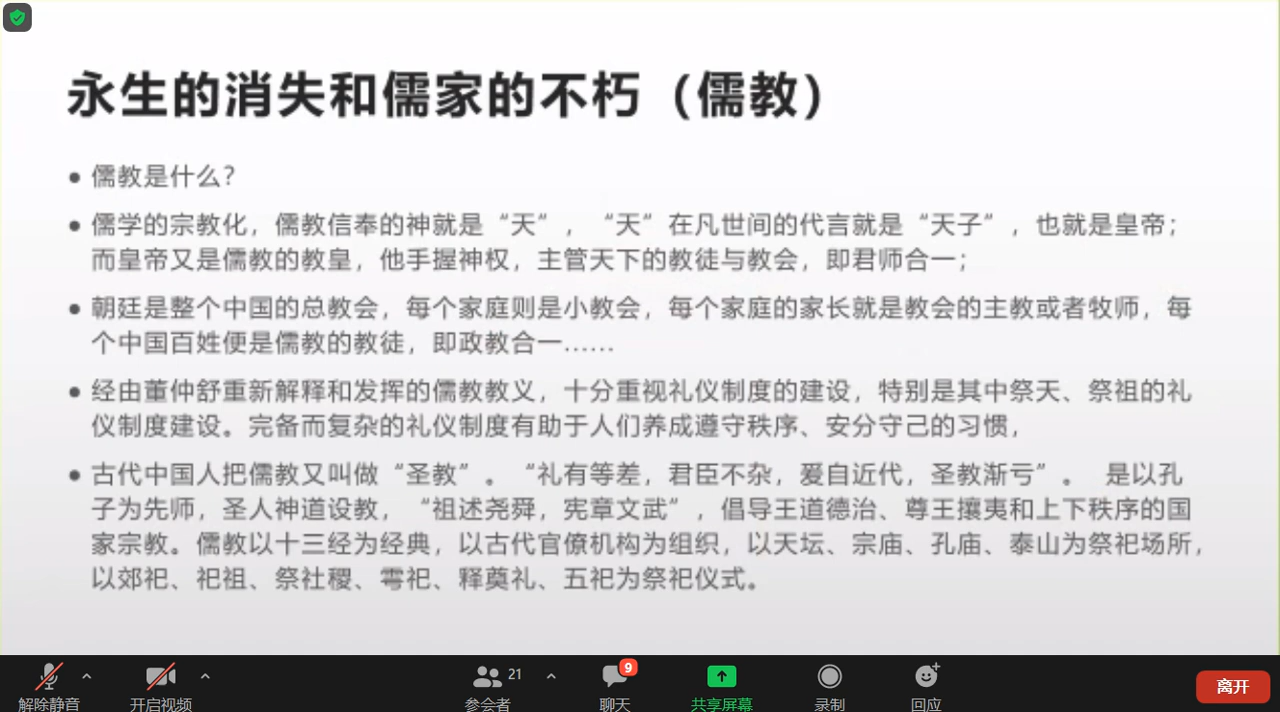 永生的消失和儒家的不朽（儒教）
• 儒教是什么？
• 儒学的宗教化，儒教信奉的神就是“天”，“天”在凡世间的代言就是“天子”，也就是皇帝；
而皇帝又是儒教的教皇，他手握神权，主管天下的教徒与教会，即君师合一；
• 朝廷是整个中国的总教会，每个家庭则是小教会，每个家庭的家长就是教会的主教或者牧师，每
个中国百姓便是儒教的教徒，即政教合一……
• 经由董仲舒重新解释和发挥的儒教教义，十分重视礼仪制度的建设，特别是其中祭天、祭祖的礼
仪制度建设。完备而复杂的礼仪制度有助于人们养成遵守秩序、安分守己的习惯，
• 古代中国人把儒教又叫做“圣教”。“礼有等差，君臣不杂，爰自近代，圣教渐亏”。 是以孔
子为先师，圣人神道设教，“祖述尧舜，宪章文武”，倡导王道德治、尊王攘夷和上下秩序的国
家宗教。儒教以十三经为经典，以古代官僚机构为组织，以天坛、宗庙、孔庙、泰山为祭祀场所，
以郊祀、祀祖、祭社稷、雩祀、释奠礼、五祀为祭祀仪式。
21
9
解除静音 开启视频 参会者 聊天 共享屏幕 录制 回应 离开